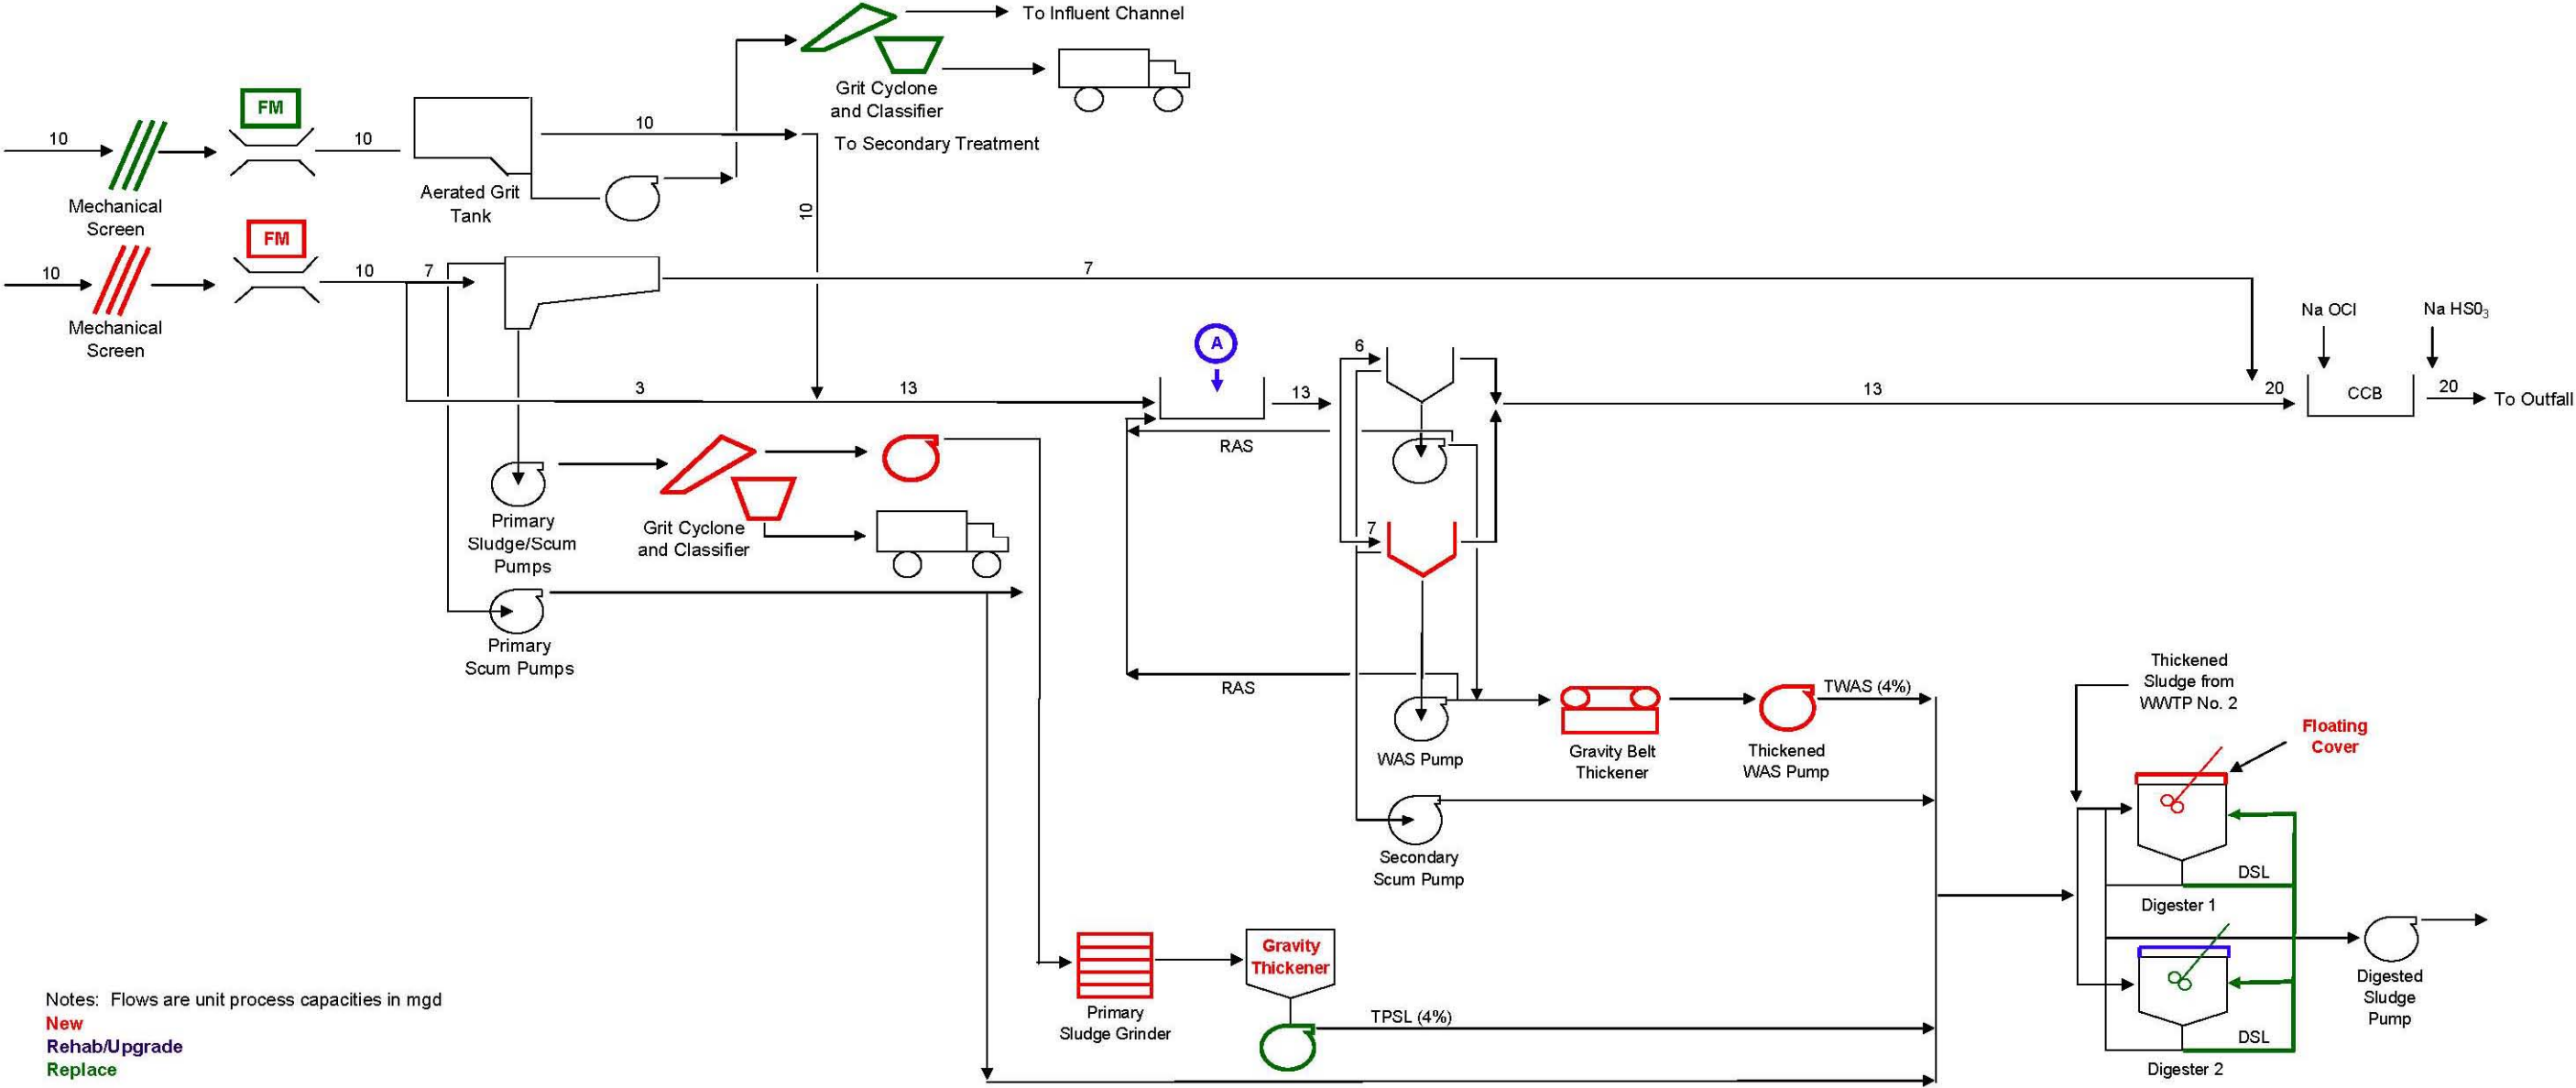 To Influent Channel
Grit Cyclone
and Classifier
FM
10
10
10
To Secondary Treatment
Mechanical
Screen
Aerated Grit
Tank
10
FM
10
10
7
7
Mechanical
Screen
Na OCl
Na HS0₃
A
6
3
13
13
13
20
CCB
20
To Outfall
RAS
7
Primary
Sludge/Scum
Pumps
Grit Cyclone
and Classifier
Primary
Scum Pumps
RAS
WAS Pump
Gravity Belt
Thickener
Thickened
WAS Pump
TWAS (4%)
Thickened
Sludge from
WWTP No. 2
Floating
Cover
Secondary
Scum Pump
DSL
Digester 1
Primary
Sludge Grinder
Gravity
Thickener
TPSL (4%)
Digested
Sludge
Pump
DSL
Digester 2
Notes:  Flows are unit process capacities in mgd
New
Rehab/Upgrade
Replace